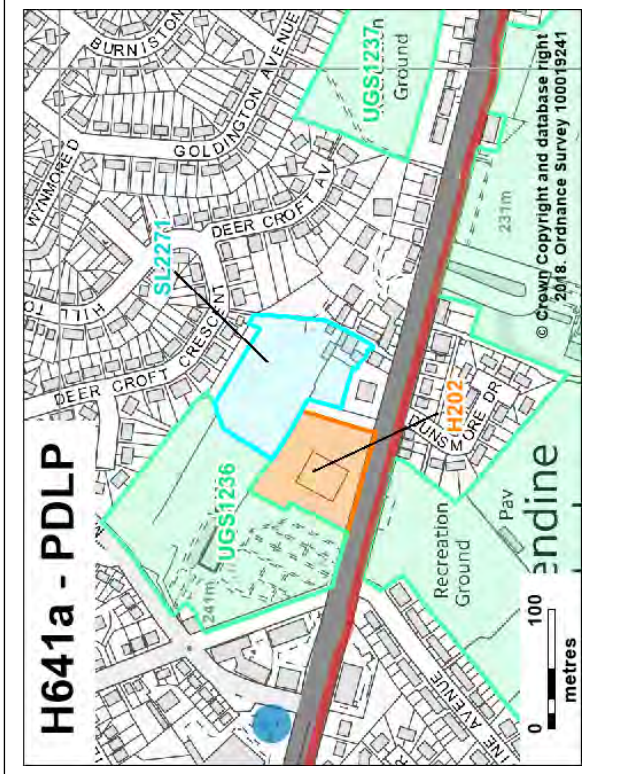 H641a - PDLP
WYNMORE D
BURNISTON
GOLDINGTON AVENUE
UGS1237
Ground
HILL TO
SL2271
DEER CROFT AV
DEER CROFT CRESCENT
UGS1236
241m
H202
DUNSMORE DR
231m
Recreation
Ground
Pav
endine
INE AVENUE
0 100
metres
© Crown Copyright and database right
2018. Ordnance Survey 100019241